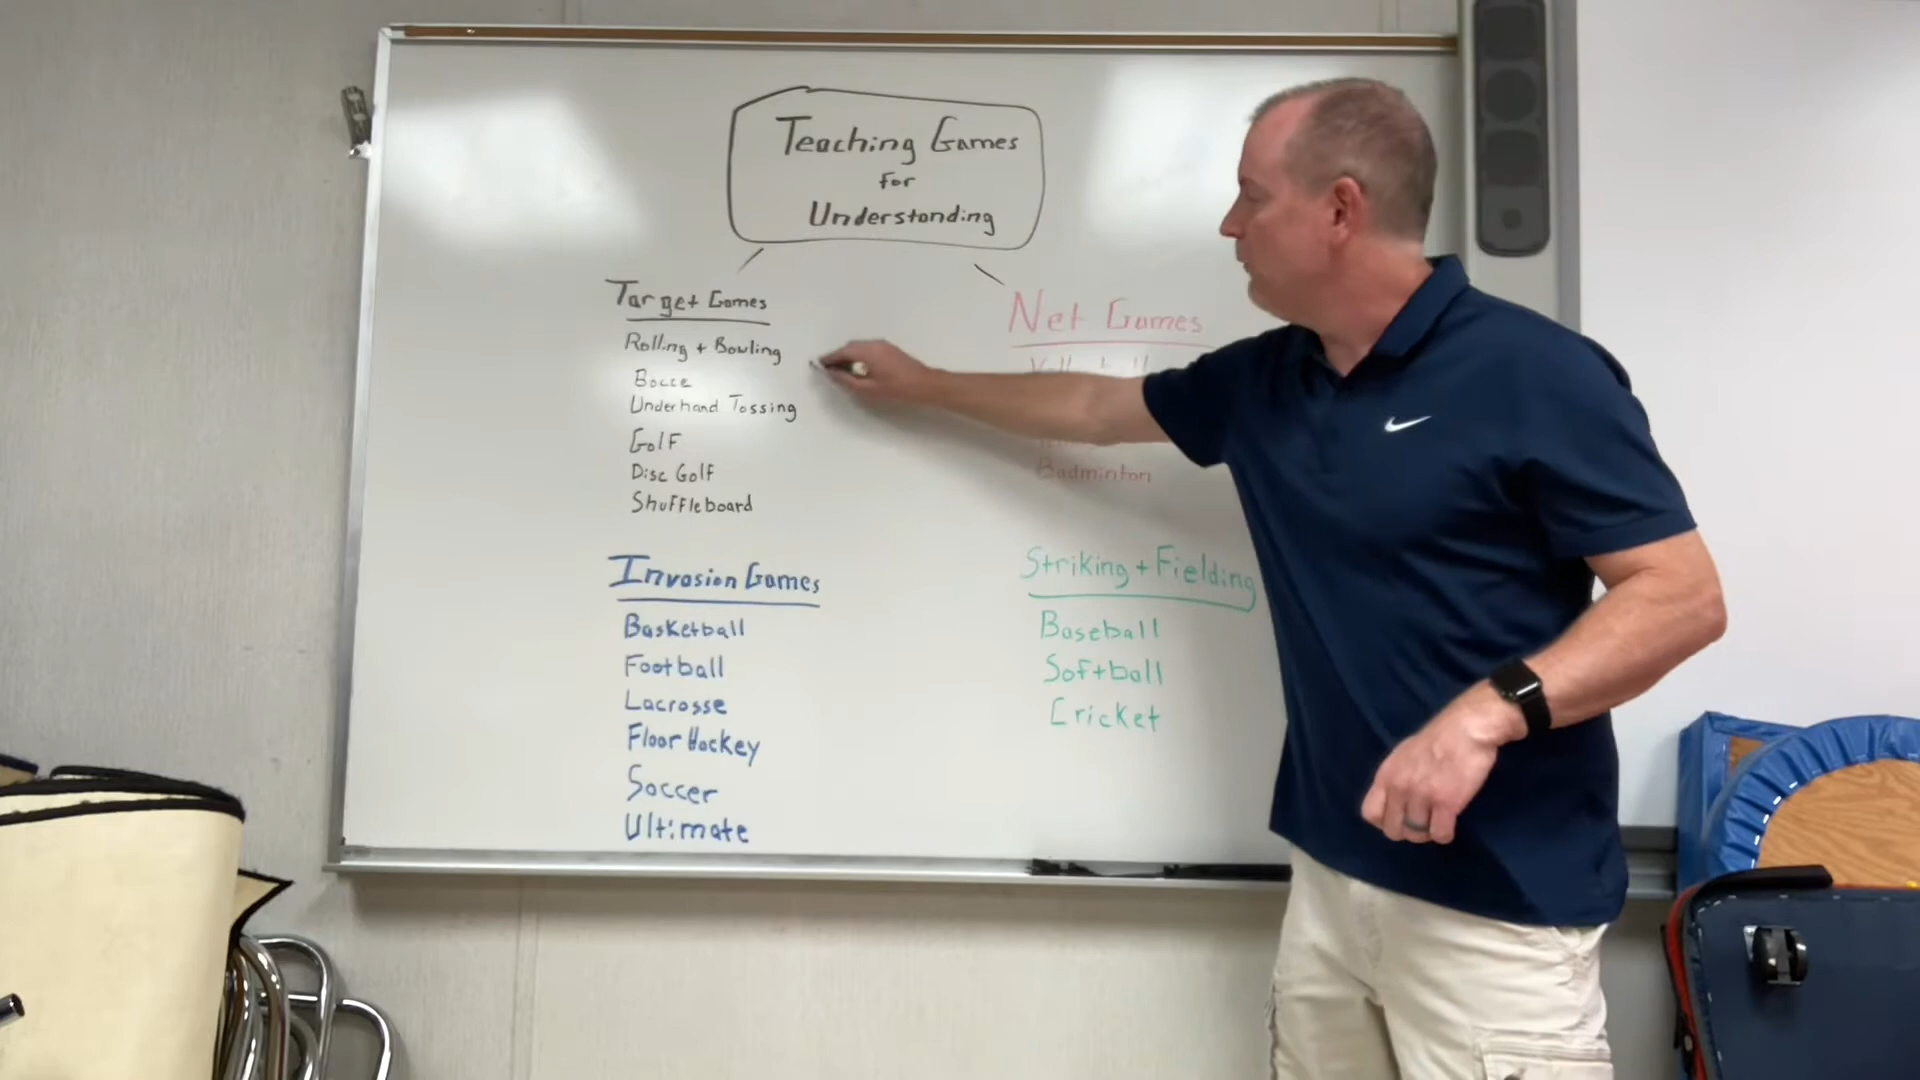 Teaching Games
for
Understanding
Target Games
Rolling + Bowling
Bocce
Underhand Tossing
Golf
Disc Golf
Shuffleboard
Net Games
Badminton
Invasion Games
Basketball
Football
Lacrosse
Floor Hockey
Soccer
Ultimate
Striking + Fielding
Baseball
Softball
Cricket